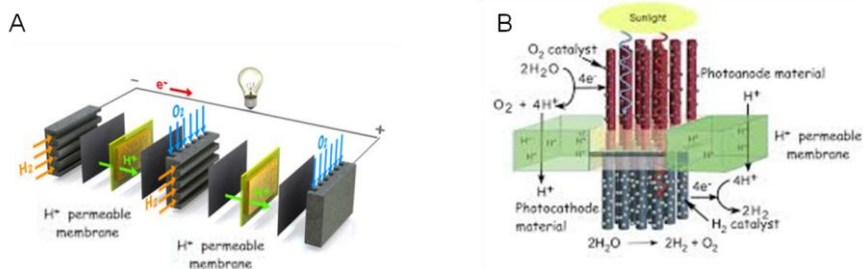 A
−
e⁻
O₂
O₂
+
H₂
H⁺
H₂
H⁺
H⁺ permeable
membrane
H⁺ permeable
membrane
B
Sunlight
O₂ catalyst
2H₂O
4e⁻
Photoanode material
O₂ + 4H⁺
H⁺
H⁺ H⁺ H⁺ H⁺
H⁺ permeable
membrane
H⁺
H⁺
Photocathode
material
4e⁻
4H⁺
2H₂
H₂ catalyst
2H₂O → 2H₂ + O₂